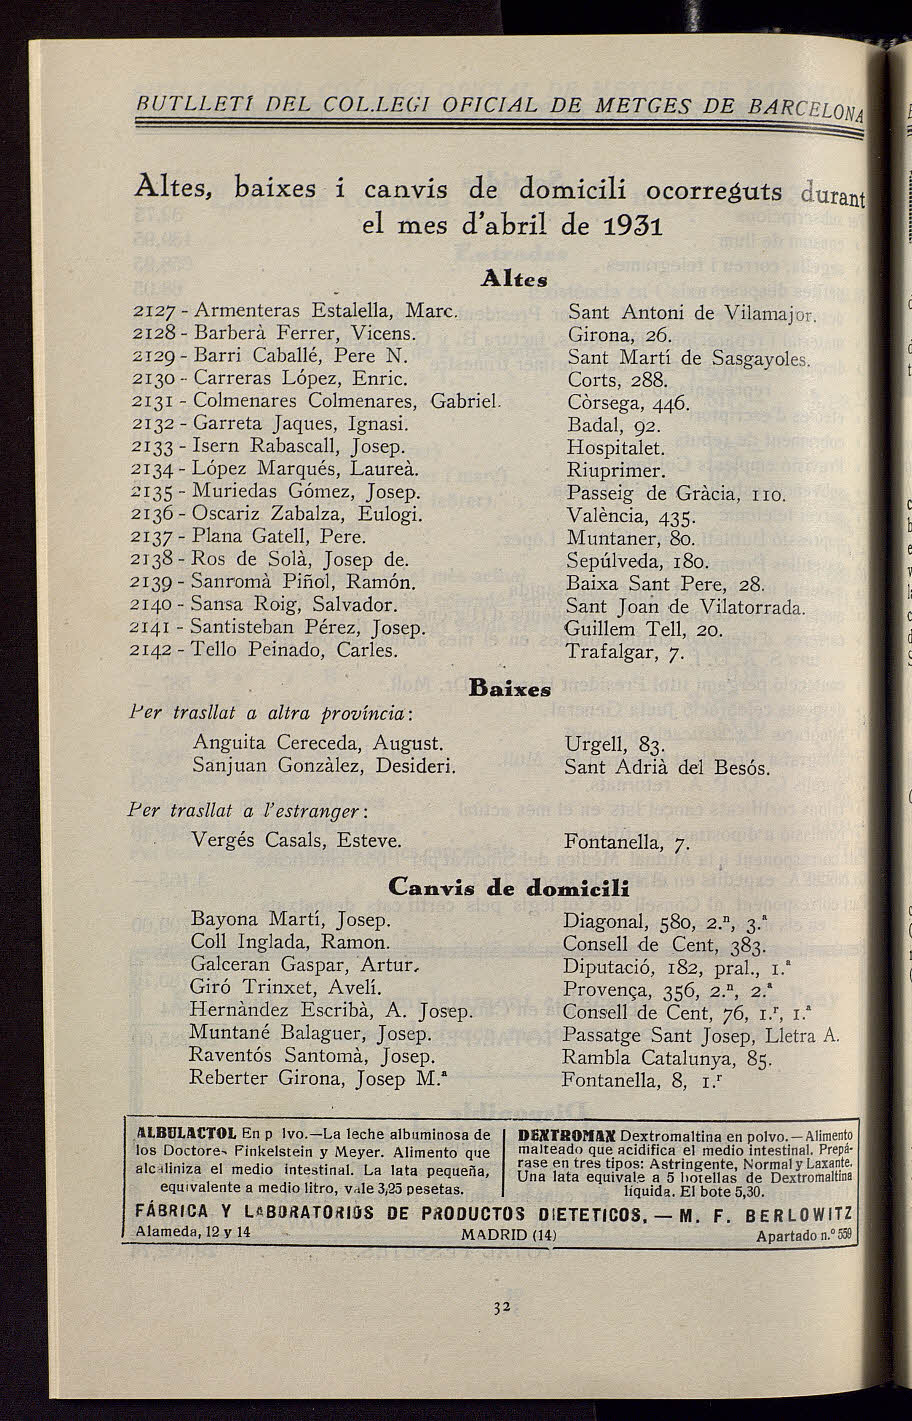 BUTLLETÍ DEL COL.LEGI OFICIAL DE METGES DE BARCELONA
Altes, baixes i canvis de domicili ocorreguts durant
el mes d'abril de 1931
Altes
2127 - Armenteras Estalella, Marc. Sant Antoni de Vilamajor.
2128 - Barberà Ferrer, Vicens. Girona, 26.
2129 - Barri Caballé, Pere N. Sant Martí de Sasgayoles.
2130 - Carreras López, Enric. Corts, 288.
2131 - Colmenares Colmenares, Gabriel. Còrsega, 446.
2132 - Garreta Jaques, Ignasi. Badal, 92.
2133 - Isern Rabascall, Josep. Hospitalet.
2134 - López Marqués, Laureà. Riuprimer.
2135 - Muriedas Gómez, Josep. Passeig de Gràcia, 110.
2136 - Oscariz Zabalza, Eulogi. València, 435.
2137 - Plana Gatell, Pere. Muntaner, 80.
2138 - Ros de Solà, Josep de. Sepúlveda, 180.
2139 - Sanromà Piñol, Ramón. Baixa Sant Pere, 28.
2140 - Sansa Roig, Salvador. Sant Joan de Vilatorrada.
2141 - Santisteban Pérez, Josep. Guillem Tell, 20.
2142 - Tello Peinado, Carles. Trafalgar, 7.
Baixes
Per trasllat a altra província:
Anguita Cereceda, August. Urgell, 83.
Sanjuan Gonzàlez, Desideri. Sant Adrià del Besós.
Per trasllat a l'estranger:
Vergés Casals, Esteve. Fontanella, 7.
Canvis de domicili
Bayona Martí, Josep. Diagonal, 580, 2.ⁿ, 3.ª
Coll Inglada, Ramon. Consell de Cent, 383.
Galceran Gaspar, Artur. Diputació, 182, pral., 1.ª
Giró Trinxet, Avelí. Provença, 356, 2.ⁿ, 2.ª
Hernàndez Escribà, A. Josep. Consell de Cent, 76, 1.ʳ, 1.ª
Muntané Balaguer, Josep. Passatge Sant Josep, Lletra A.
Raventós Santomà, Josep. Rambla Catalunya, 85.
Reberter Girona, Josep M.ª Fontanella, 8, 1.ʳ
ALBULACTOL En p lvo.—La leche albuminosa de
los Doctores Finkelstein y Meyer. Alimento que
alcaliniza el medio intestinal. La lata pequeña,
equivalente a medio litro, vale 3,25 pesetas.
DEXTROMAX Dextromaltina en polvo.—Alimento
malteado que acidifica el medio intestinal. Prepá-
rase en tres tipos: Astringente, Normal y Laxante.
Una lata equivale a 5 botellas de Dextromaltina
líquida. El bote 5,30.
FÁBRICA Y LABORATORIOS DE PRODUCTOS DIETETICOS.—M. F. BERLOWITZ
Alameda, 12 y 14 MADRID (14) Apartado n.º 559
32